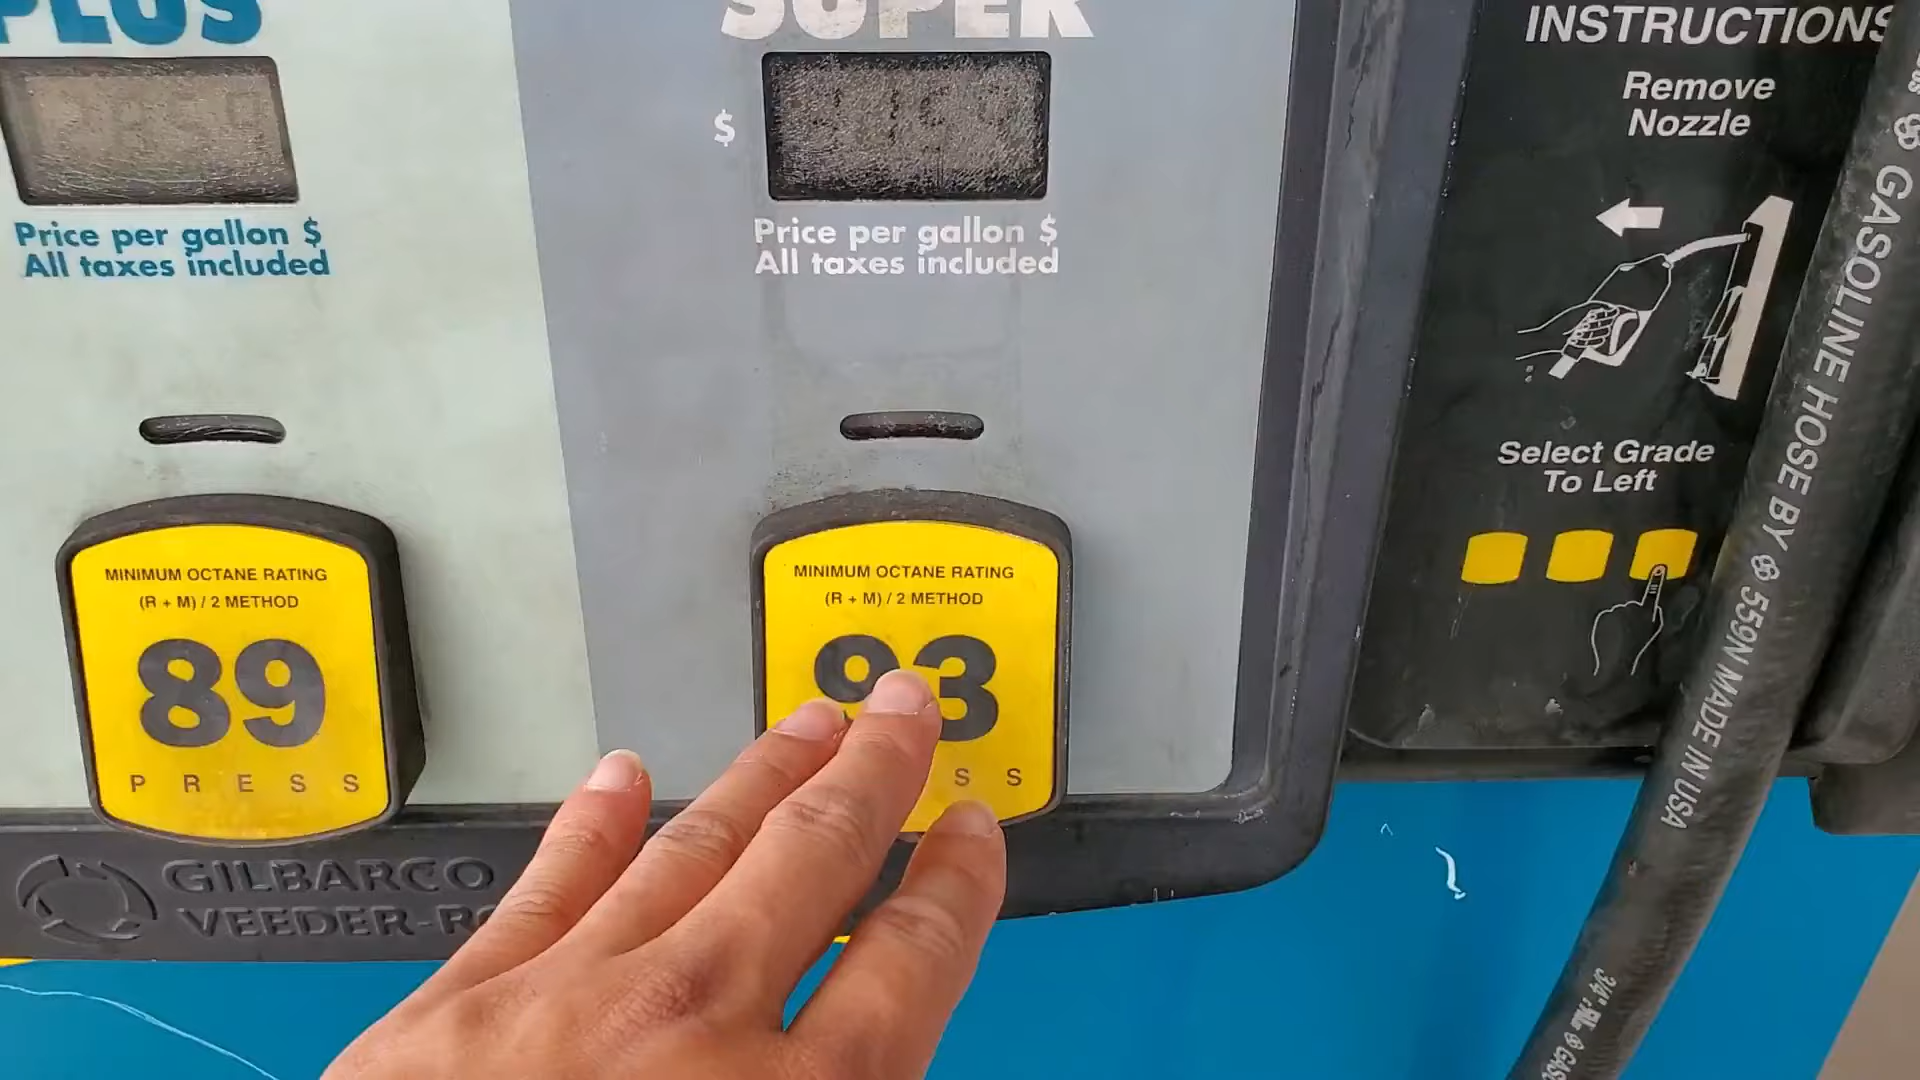 PLUS
Price per gallon $
All taxes included
MINIMUM OCTANE RATING
(R + M) / 2 METHOD
89
PRESS
GILBARCO
SUPER
$
Price per gallon $
All taxes included
MINIMUM OCTANE RATING
(R + M) / 2 METHOD
93
S S
INSTRUCTIONS
Remove
Nozzle
Select Grade
To Left
GASOLINE HOSE BY 559N MADE IN USA
3/4"